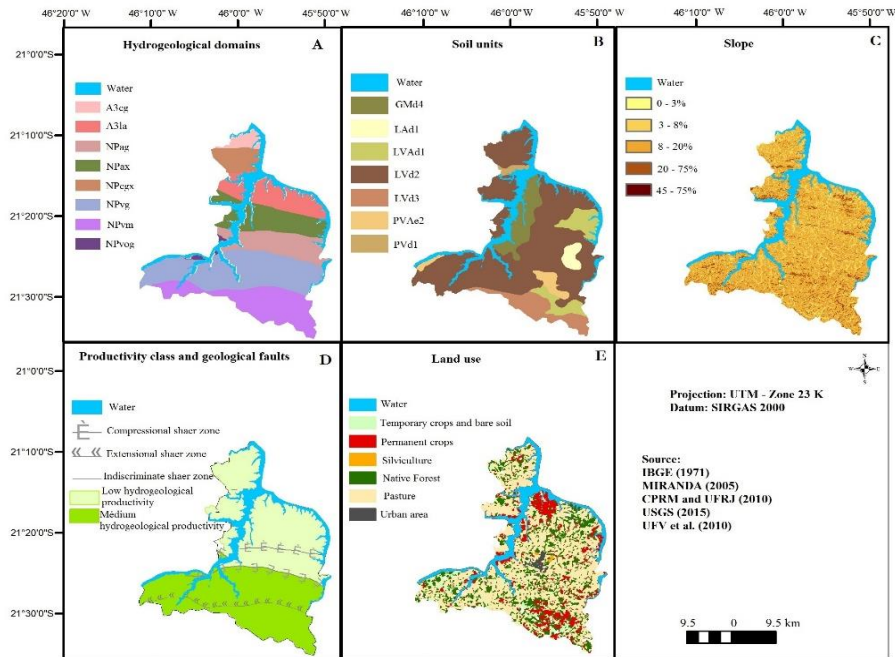 46°20'0"W 46°10'0"W 46°0'0"W 45°50'0"W 46°10'0"W 46°0'0"W 45°50'0"W 46°10'0"W 46°0'0"W 45°50'0"W
21°0'0"S
21°10'0"S
21°20'0"S
21°30'0"S
Hydrogeological domains A
Water
A3cg
A3la
NPag
NPax
NPcgx
NPvg
NPvm
NPvog
Soil units B
Water
GMd4
LAd1
LVAd1
LVd2
LVd3
PVAe2
PVd1
Slope C
Water
0 - 3%
3 - 8%
8 - 20%
20 - 75%
45 - 75%
21°0'0"S
21°10'0"S
21°20'0"S
21°30'0"S
Productivity class and geological faults D
Water
Compressional shaer zone
Extensional shaer zone
Indiscriminate shaer zone
Low hydrogeological
productivity
Médium
hydrogeological productivity
Land use E
Water
Temporary crops and bare soil
Permanent crops
Silviculture
Native Forest
Pasture
Urban area
N
W E
S
Projection: UTM - Zone 23 K
Datum: SIRGAS 2000
Source:
IBGE (1971)
MIRANDA (2005)
CPRM and UFRJ (2010)
USGS (2015)
UFV et al. (2010)
9.5 0 9.5 km